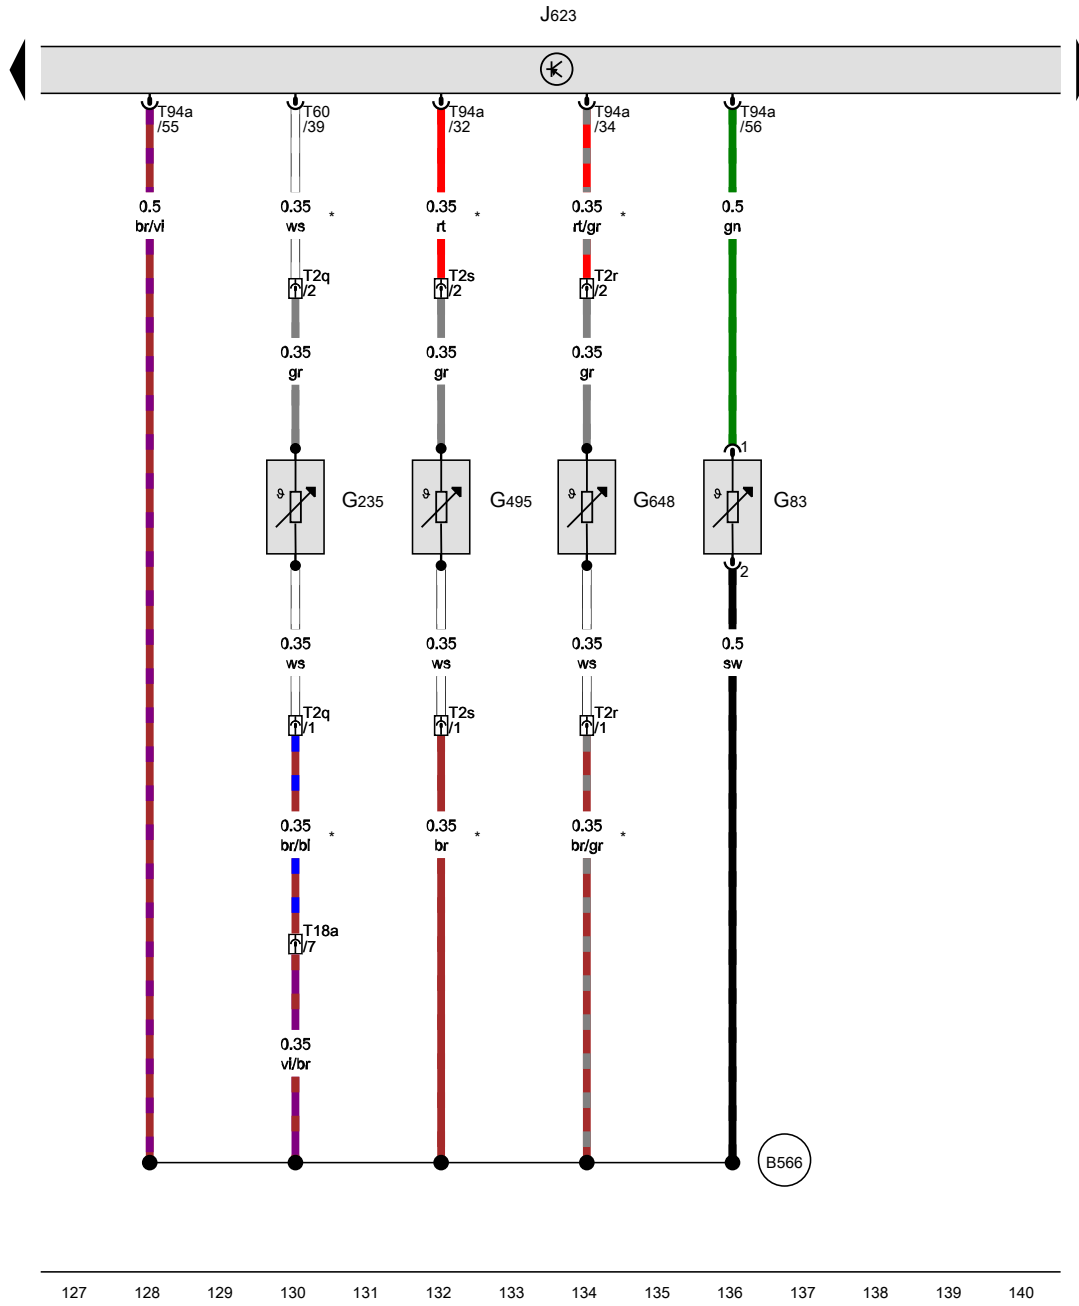 J623
T94a
/55
T60
/39
T94a
/32
T94a
/34
T94a
/56
0.5
br/vi
0.35
ws
*
0.35
rt
*
0.35
rt/gr
*
0.5
gn
T2q
/2
T2s
/2
T2r
/2
0.35
gr
0.35
gr
0.35
gr
1
ϑ
G235
ϑ
G495
ϑ
G648
ϑ
G83
2
0.35
ws
0.35
ws
0.35
ws
0.5
sw
T2q
/1
T2s
/1
T2r
/1
0.35
br/bl
*
0.35
br
*
0.35
br/gr
*
T18a
/7
0.35
vi/br
B566
127 128 129 130 131 132 133 134 135 136 137 138 139 140